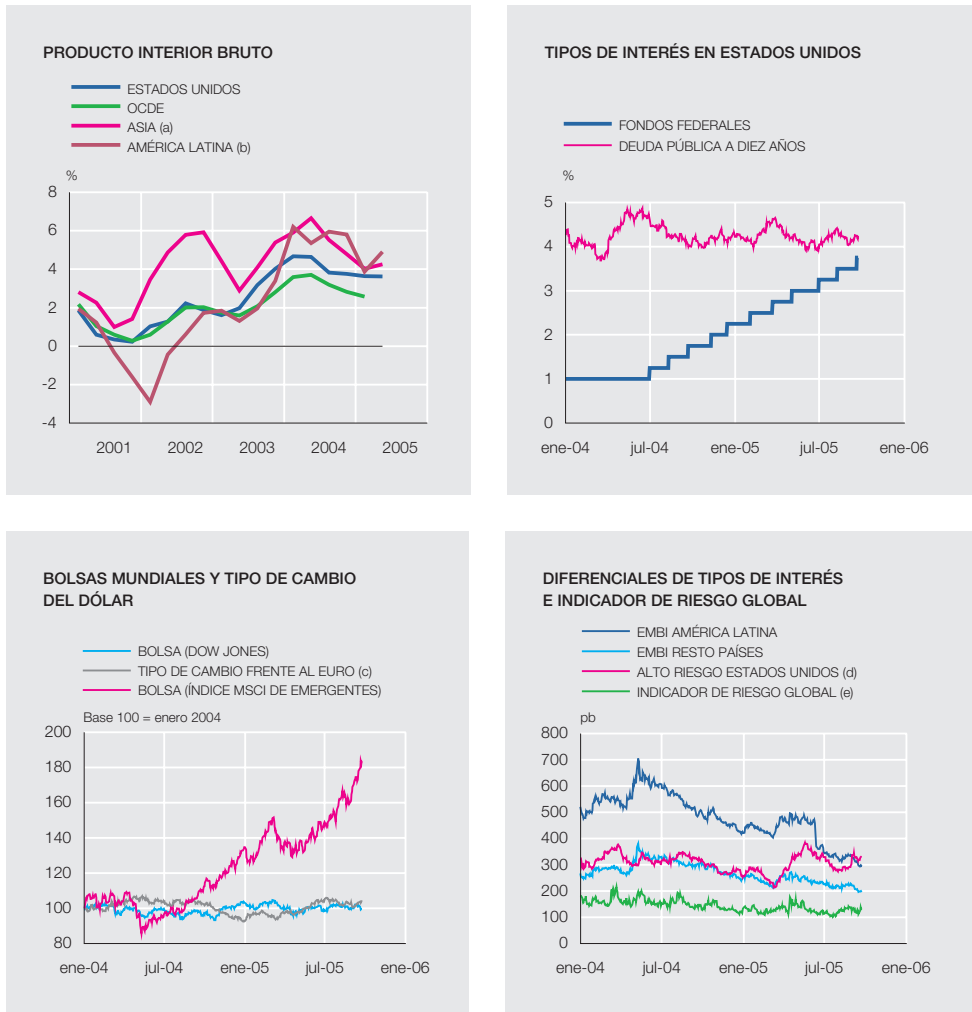 PRODUCTO INTERIOR BRUTO
ESTADOS UNIDOS
OCDE
ASIA (a)
AMÉRICA LATINA (b)
%
8
6
4
2
0
-2
-4
2001 2002 2003 2004 2005
TIPOS DE INTERÉS EN ESTADOS UNIDOS
FONDOS FEDERALES
DEUDA PÚBLICA A DIEZ AÑOS
%
5
4
3
2
1
0
ene-04 jul-04 ene-05 jul-05 ene-06
BOLSAS MUNDIALES Y TIPO DE CAMBIO
DEL DÓLAR
BOLSA (DOW JONES)
TIPO DE CAMBIO FRENTE AL EURO (c)
BOLSA (ÍNDICE MSCI DE EMERGENTES)
Base 100 = enero 2004
200
180
160
140
120
100
80
ene-04 jul-04 ene-05 jul-05 ene-06
DIFERENCIALES DE TIPOS DE INTERÉS
E INDICADOR DE RIESGO GLOBAL
EMBI AMÉRICA LATINA
EMBI RESTO PAÍSES
ALTO RIESGO ESTADOS UNIDOS (d)
INDICADOR DE RIESGO GLOBAL (e)
pb
800
700
600
500
400
300
200
100
0
ene-04 jul-04 ene-05 jul-05 ene-06